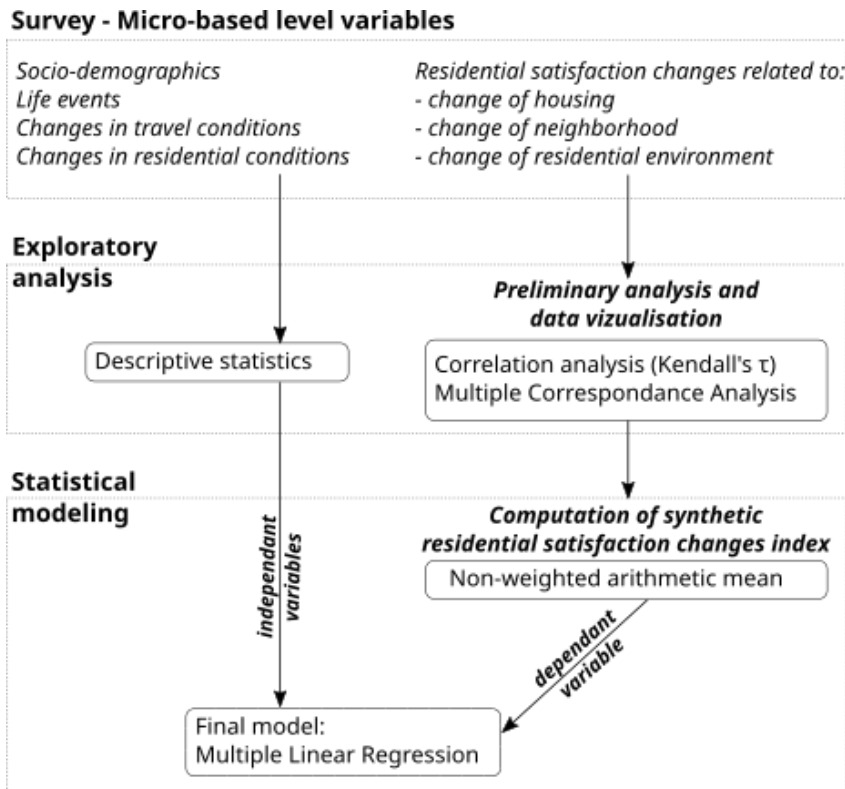 Survey - Micro-based level variables
Socio-demographics
Life events
Changes in travel conditions
Changes in residential conditions
Residential satisfaction changes related to:
- change of housing
- change of neighborhood
- change of residential environment
Exploratory
analysis
Descriptive statistics
Preliminary analysis and
data vizualisation
Correlation analysis (Kendall's τ)
Multiple Correspondance Analysis
Statistical
modeling
independant
variables
Computation of synthetic
residential satisfaction changes index
Non-weighted arithmetic mean
dependant
variable
Final model:
Multiple Linear Regression